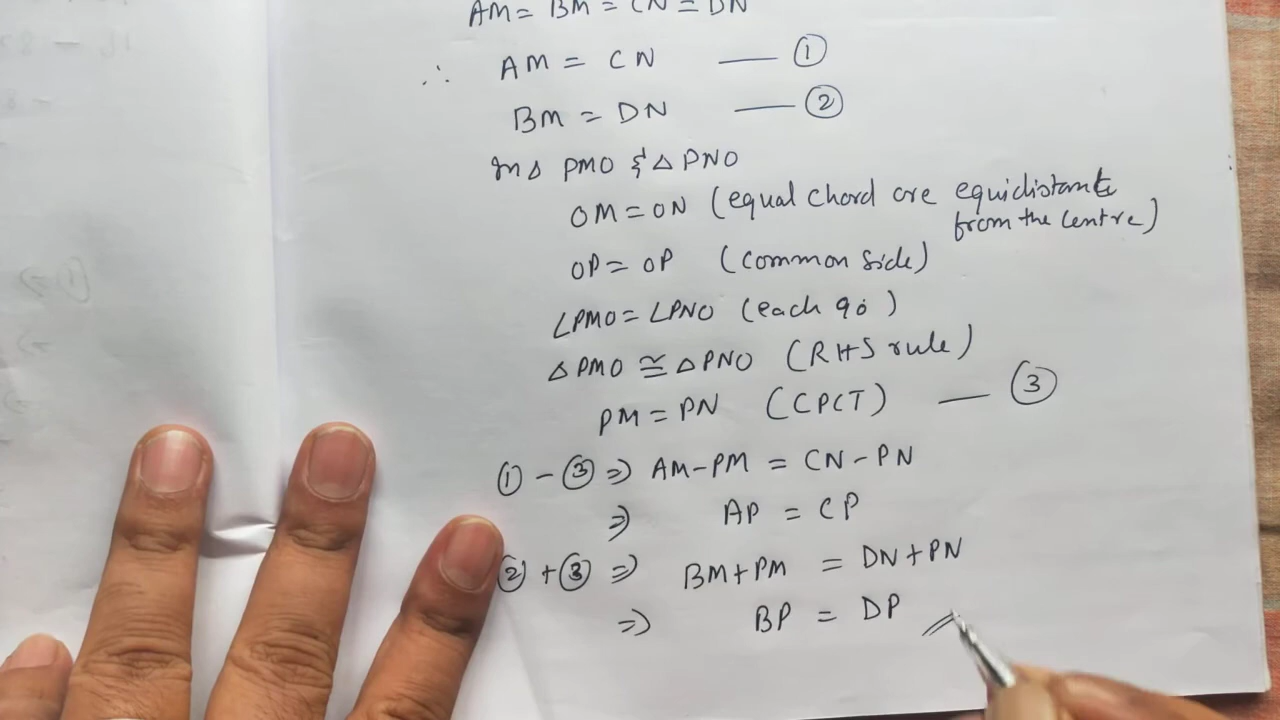 AM = BM = CN = DN
∴ AM = CN —— ①
BM = DN —— ②
In △ PMO & △ PNO
OM = ON (equal chord are equidistante
from the centre)
OP = OP (common side)
∠PMO = ∠PNO (each 90°)
△ PMO ≅ △ PNO (RHS rule)
PM = PN (CPCT) — ③
① - ③ ⇒ AM - PM = CN - PN
⇒ AP = CP
② + ③ ⇒ BM + PM = DN + PN
⇒ BP = DP